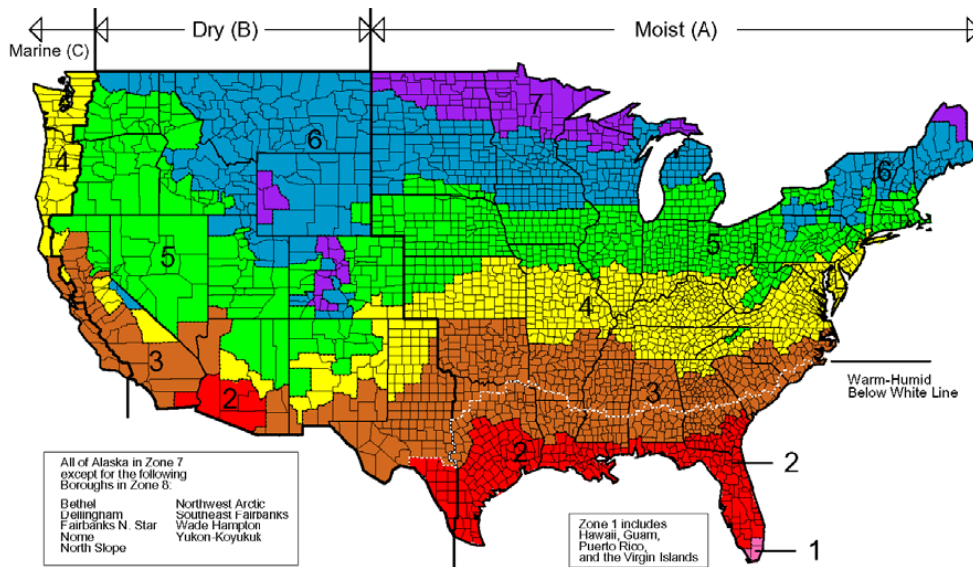 Marine (C)
Dry (B)
Moist (A)
7
6
6
4
5
5
4
3
3
2
2
Warm-Humid
Below White Line
2
1
All of Alaska in Zone 7
except for the following
Boroughs in Zone 8:
Bethel Northwest Arctic
Dellingham Southeast Fairbanks
Fairbanks N. Star Wade Hampton
Nome Yukon-Koyukuk
North Slope
Zone 1 includes
Hawaii, Guam,
Puerto Rico,
and the Virgin Islands